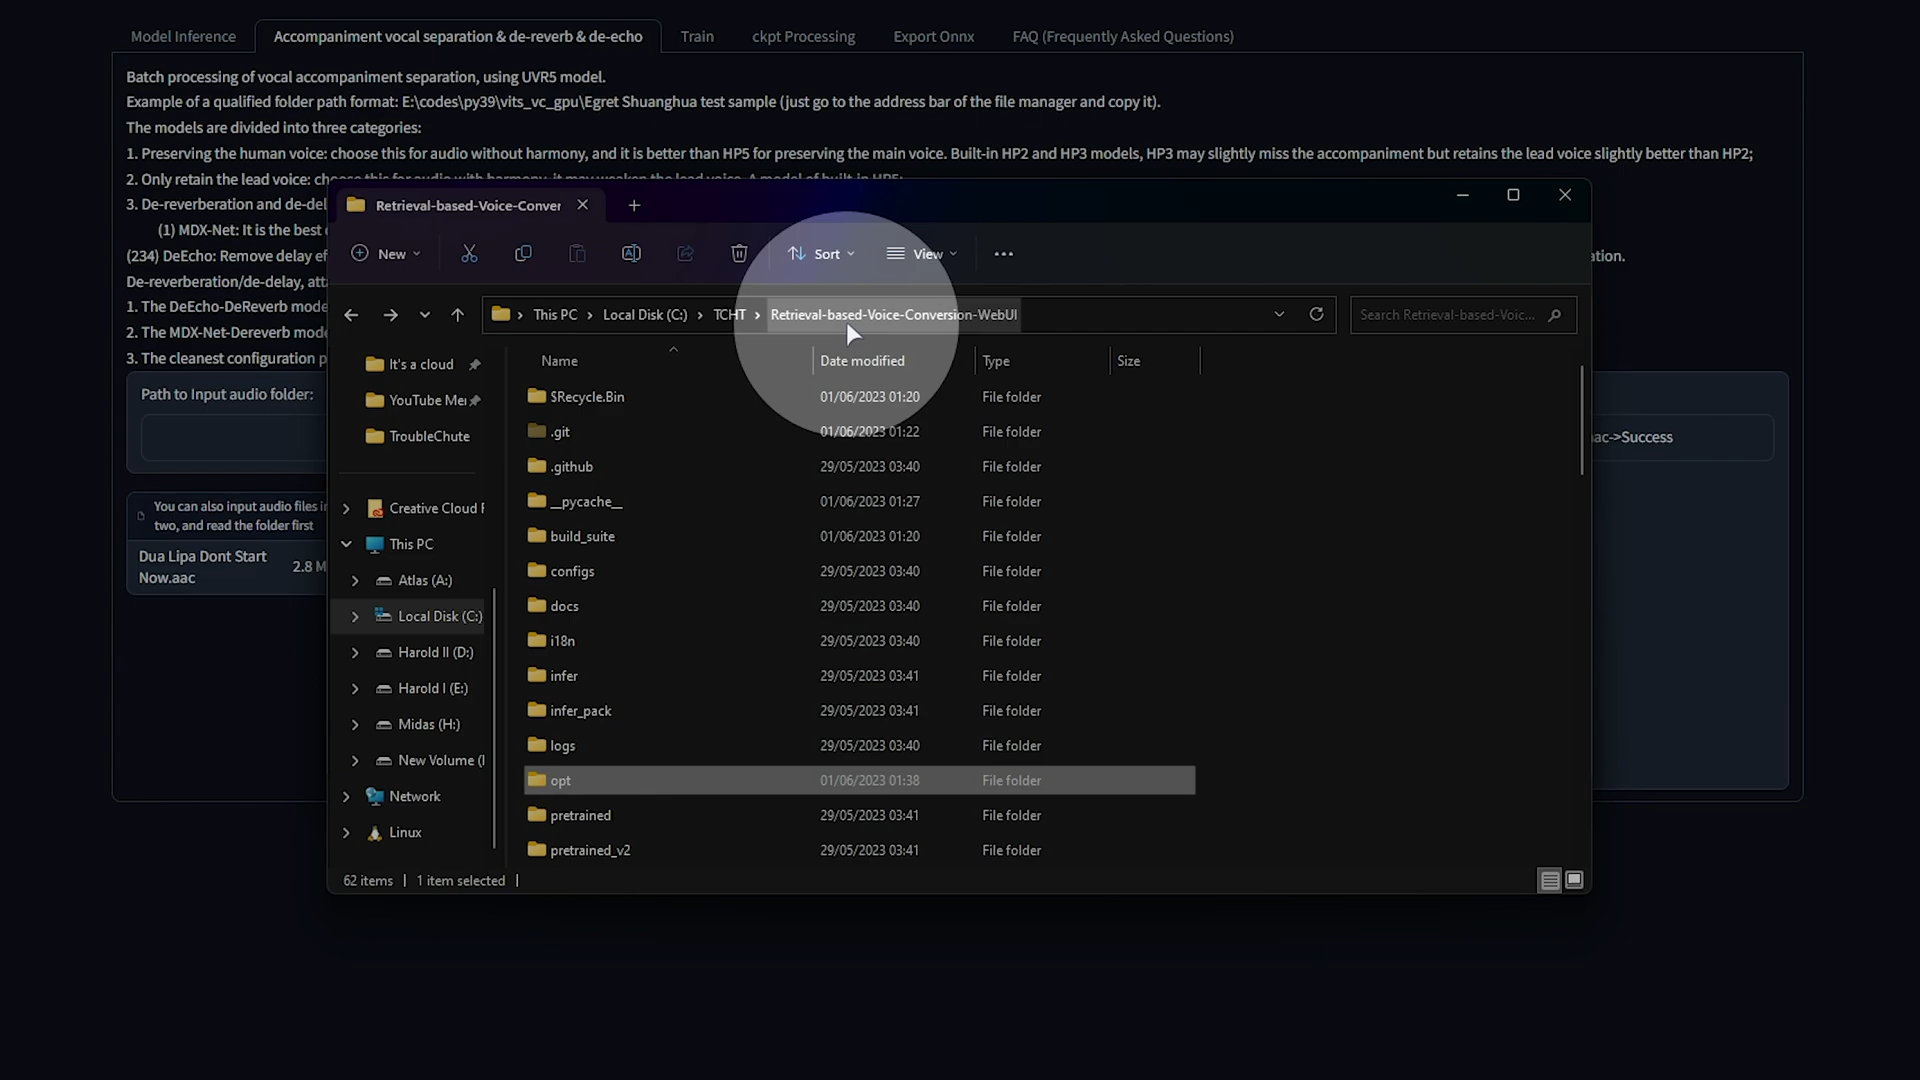 Model Inference
Accompaniment vocal separation & de-reverb & de-echo
Train
ckpt Processing
Export Onnx
FAQ (Frequently Asked Questions)
Batch processing of vocal accompaniment separation, using UVR5 model.
Example of a qualified folder path format: E:\codes\py39\vits_vc_gpu\Egret Shuanghua test sample (just go to the address bar of the file manager and copy it).
The models are divided into three categories:
1. Preserving the human voice: choose this for audio without harmony, and it is better than HP5 for preserving the main voice. Built-in HP2 and HP3 models, HP3 may slightly miss the accompaniment but retains the lead voice slightly better than HP2;
2. Only retain the lead voice: choose this for audio with harmony, it may weaken the lead voice. A model of built-in HP5;
3. De-reverberation and de-del
(1) MDX-Net: It is the best
(234) DeEcho: Remove delay ef
ation.
De-reverberation/de-delay, att
1. The DeEcho-DeReverb mode
2. The MDX-Net-Dereverb mode
3. The cleanest configuration p
Path to Input audio folder:
ac->Success
You can also input audio files i
two, and read the folder first
Dua Lipa Dont Start
Now.aac
2.8 M
Retrieval-based-Voice-Conver
New
Sort
View
This PC
Local Disk (C:)
TCHT
Retrieval-based-Voice-Conversion-WebUI
Search Retrieval-based-Voic...
It's a cloud
YouTube Me
TroubleChute
Creative Cloud F
This PC
Atlas (A:)
Local Disk (C:)
Harold II (D:)
Harold I (E:)
Midas (H:)
New Volume (I
Network
Linux
Name Date modified Type Size
$Recycle.Bin 01/06/2023 01:20 File folder
.git 01/06/2023 01:22 File folder
.github 29/05/2023 03:40 File folder
__pycache__ 01/06/2023 01:27 File folder
build_suite 01/06/2023 01:20 File folder
configs 29/05/2023 03:40 File folder
docs 29/05/2023 03:40 File folder
i18n 29/05/2023 03:40 File folder
infer 29/05/2023 03:41 File folder
infer_pack 29/05/2023 03:41 File folder
logs 29/05/2023 03:40 File folder
opt 01/06/2023 01:38 File folder
pretrained 29/05/2023 03:41 File folder
pretrained_v2 29/05/2023 03:41 File folder
62 items
1 item selected